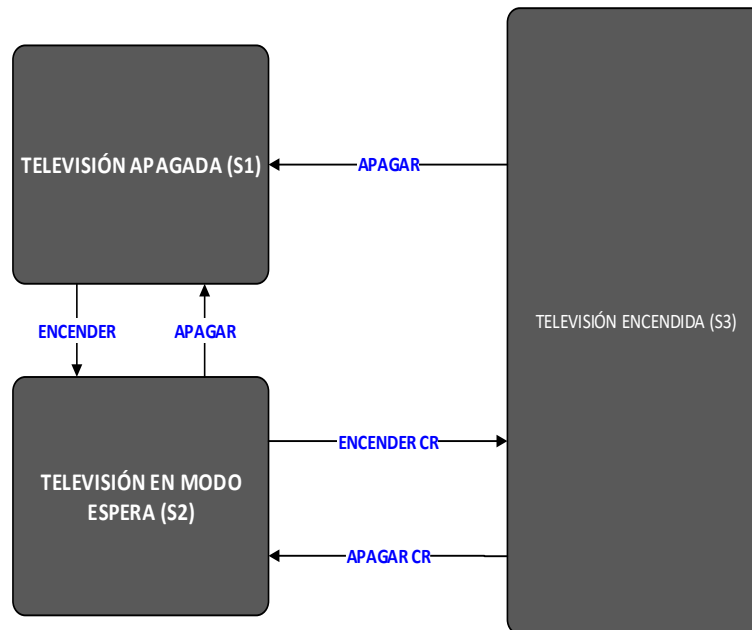 TELEVISIÓN APAGADA (S1)
APAGAR
ENCENDER
APAGAR
TELEVISIÓN ENCENDIDA (S3)
TELEVISIÓN EN MODO
ESPERA (S2)
ENCENDER CR
APAGAR CR